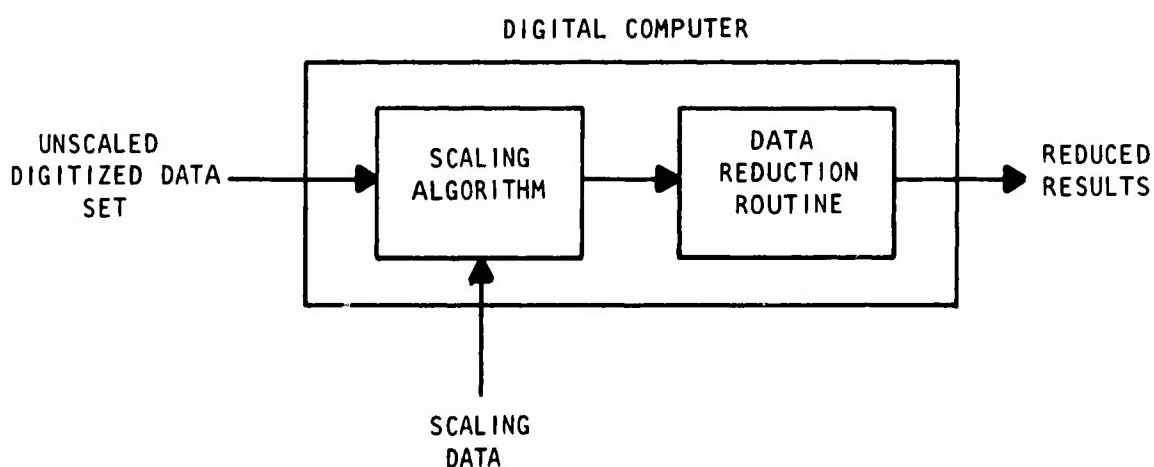 DIGITAL COMPUTER
UNSCALED
DIGITIZED DATA
SET
SCALING
ALGORITHM
DATA
REDUCTION
ROUTINE
REDUCED
RESULTS
SCALING
DATA